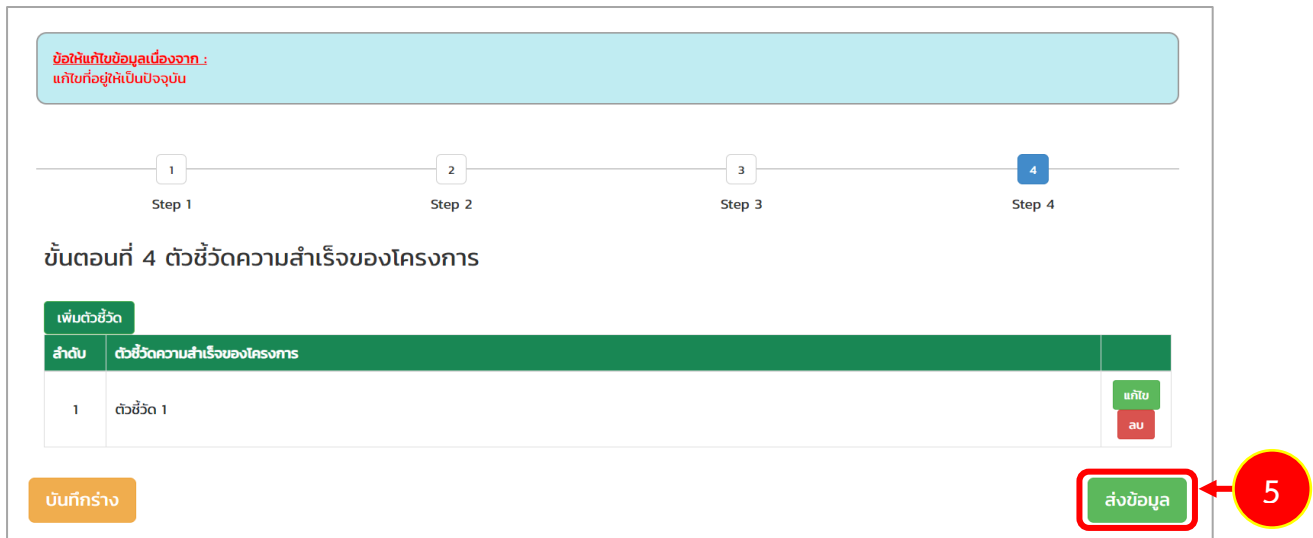 ข้อให้แก้ไขข้อมูลเนื่องจาก :
แก้ไขที่อยู่ให้เป็นปัจจุบัน
1 2 3 4
Step 1 Step 2 Step 3 Step 4
ขั้นตอนที่ 4 ตัวชี้วัดความสำเร็จของโครงการ
เพิ่มตัวชี้วัด
ลำดับ ตัวชี้วัดความสำเร็จของโครงการ
1 ตัวชี้วัด 1 แก้ไข
ลบ
บันทึกร่าง ส่งข้อมูล 5